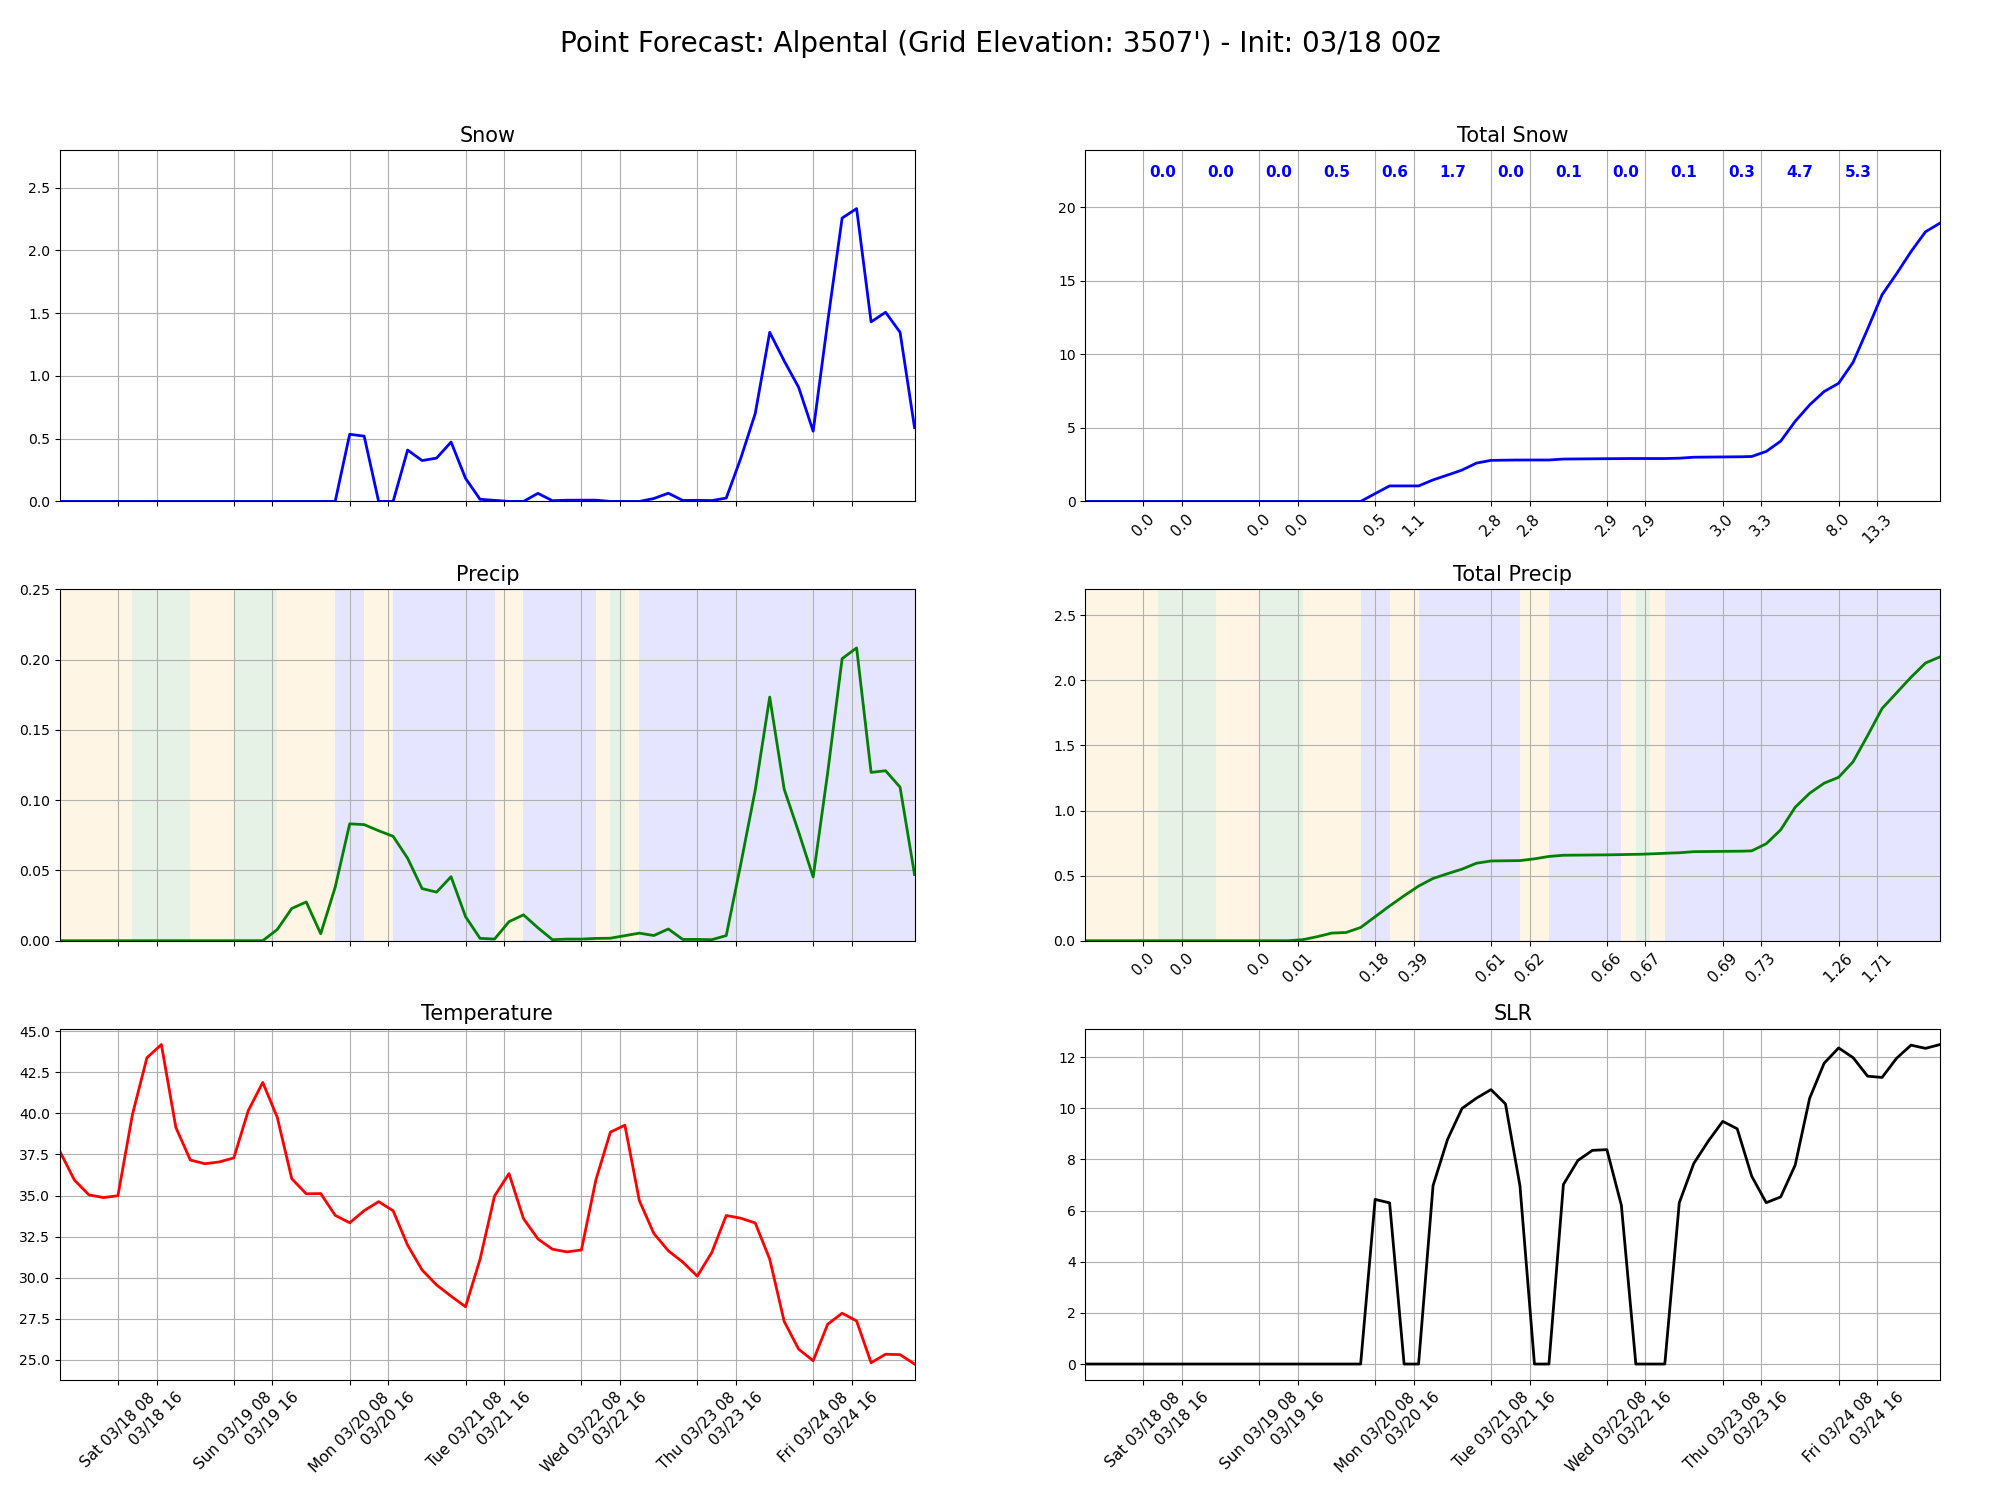 Point Forecast: Alpental (Grid Elevation: 3507') - Init: 03/18 00z
Snow
2.5
2.0
1.5
1.0
0.5
0.0
Total Snow
0.0 0.0 0.0 0.5 0.6 1.7 0.0 0.1 0.0 0.1 0.3 4.7 5.3
20
15
10
5
0
0.0 0.0 0.0 0.0 0.5 1.1 2.8 2.8 2.9 2.9 3.0 3.3 8.0 13.3
Precip
0.25
0.20
0.15
0.10
0.05
0.00
Total Precip
2.5
2.0
1.5
1.0
0.5
0.0
0.0 0.0 0.0 0.01 0.18 0.39 0.61 0.62 0.66 0.67 0.69 0.73 1.26 1.71
Temperature
45.0
42.5
40.0
37.5
35.0
32.5
30.0
27.5
25.0
Sat 03/18 08
03/18 16
Sun 03/19 08
03/19 16
Mon 03/20 08
03/20 16
Tue 03/21 08
03/21 16
Wed 03/22 08
03/22 16
Thu 03/23 08
03/23 16
Fri 03/24 08
03/24 16
SLR
12
10
8
6
4
2
0
Sat 03/18 08
03/18 16
Sun 03/19 08
03/19 16
Mon 03/20 08
03/20 16
Tue 03/21 08
03/21 16
Wed 03/22 08
03/22 16
Thu 03/23 08
03/23 16
Fri 03/24 08
03/24 16